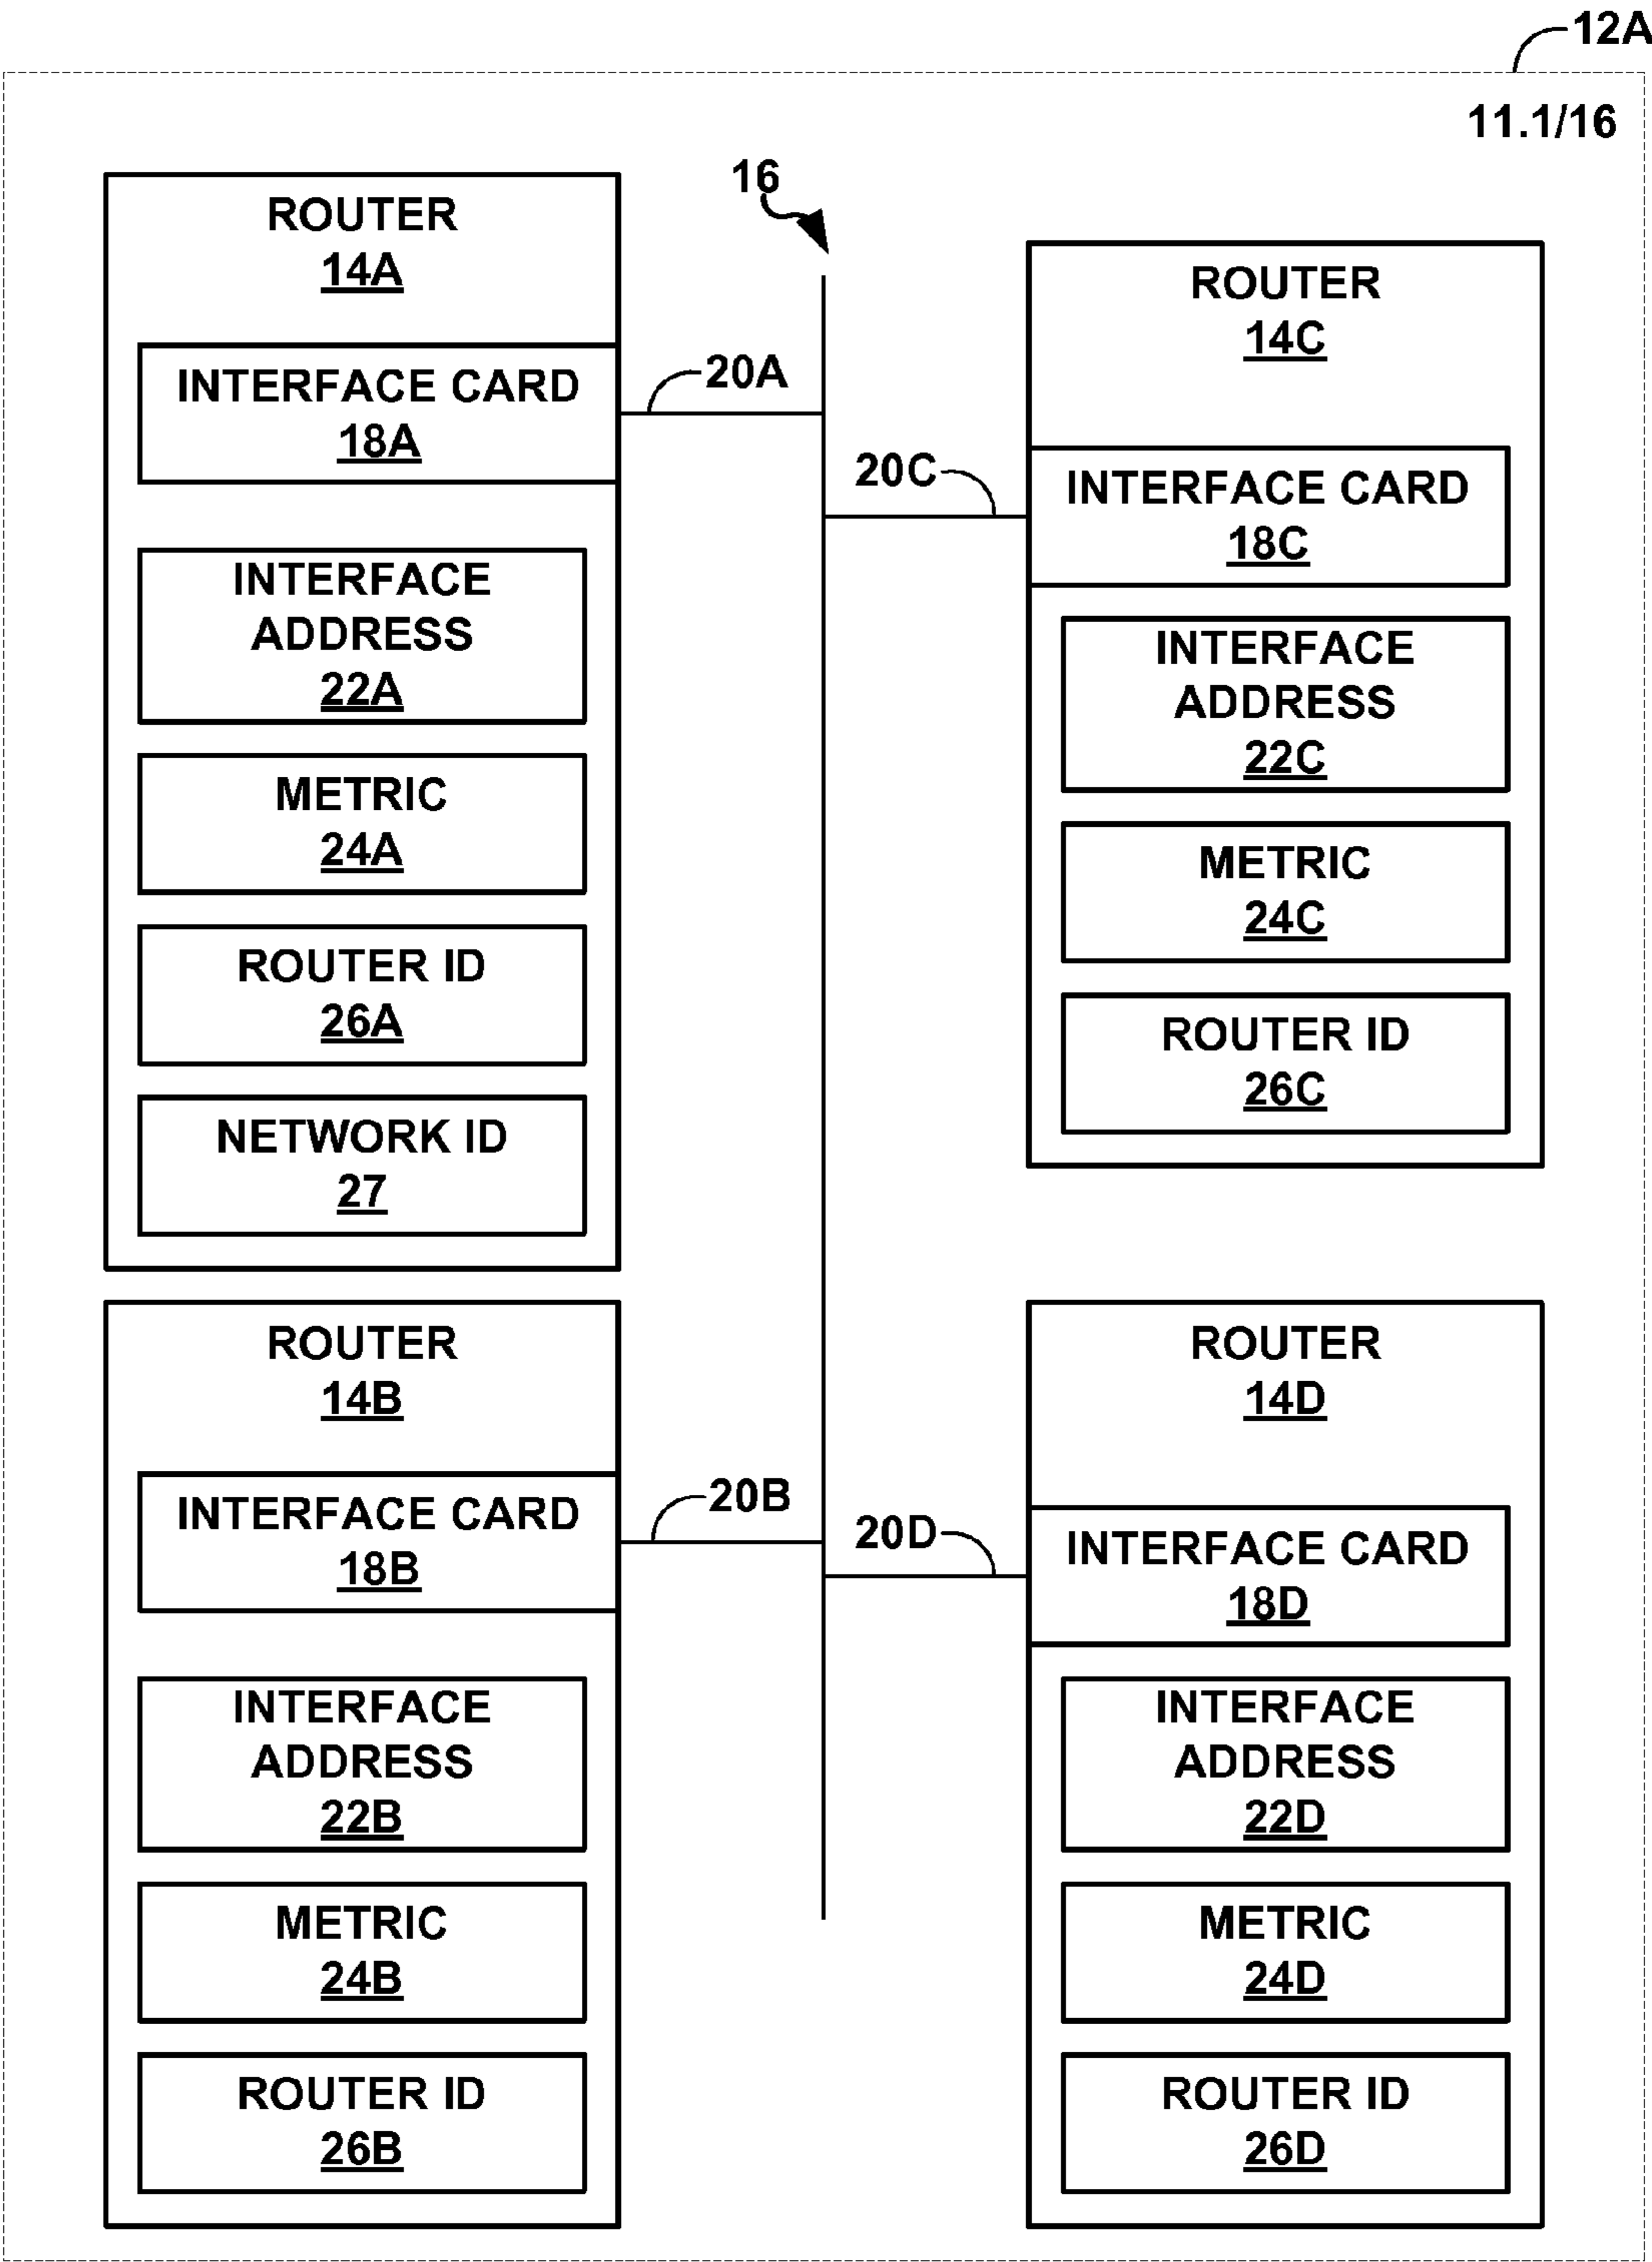 12A
11.1/16
16
ROUTER
14A
INTERFACE CARD
18A
INTERFACE
ADDRESS
22A
METRIC
24A
ROUTER ID
26A
NETWORK ID
27
20A
20C
ROUTER
14C
INTERFACE CARD
18C
INTERFACE
ADDRESS
22C
METRIC
24C
ROUTER ID
26C
ROUTER
14B
INTERFACE CARD
18B
INTERFACE
ADDRESS
22B
METRIC
24B
ROUTER ID
26B
20B
20D
ROUTER
14D
INTERFACE CARD
18D
INTERFACE
ADDRESS
22D
METRIC
24D
ROUTER ID
26D